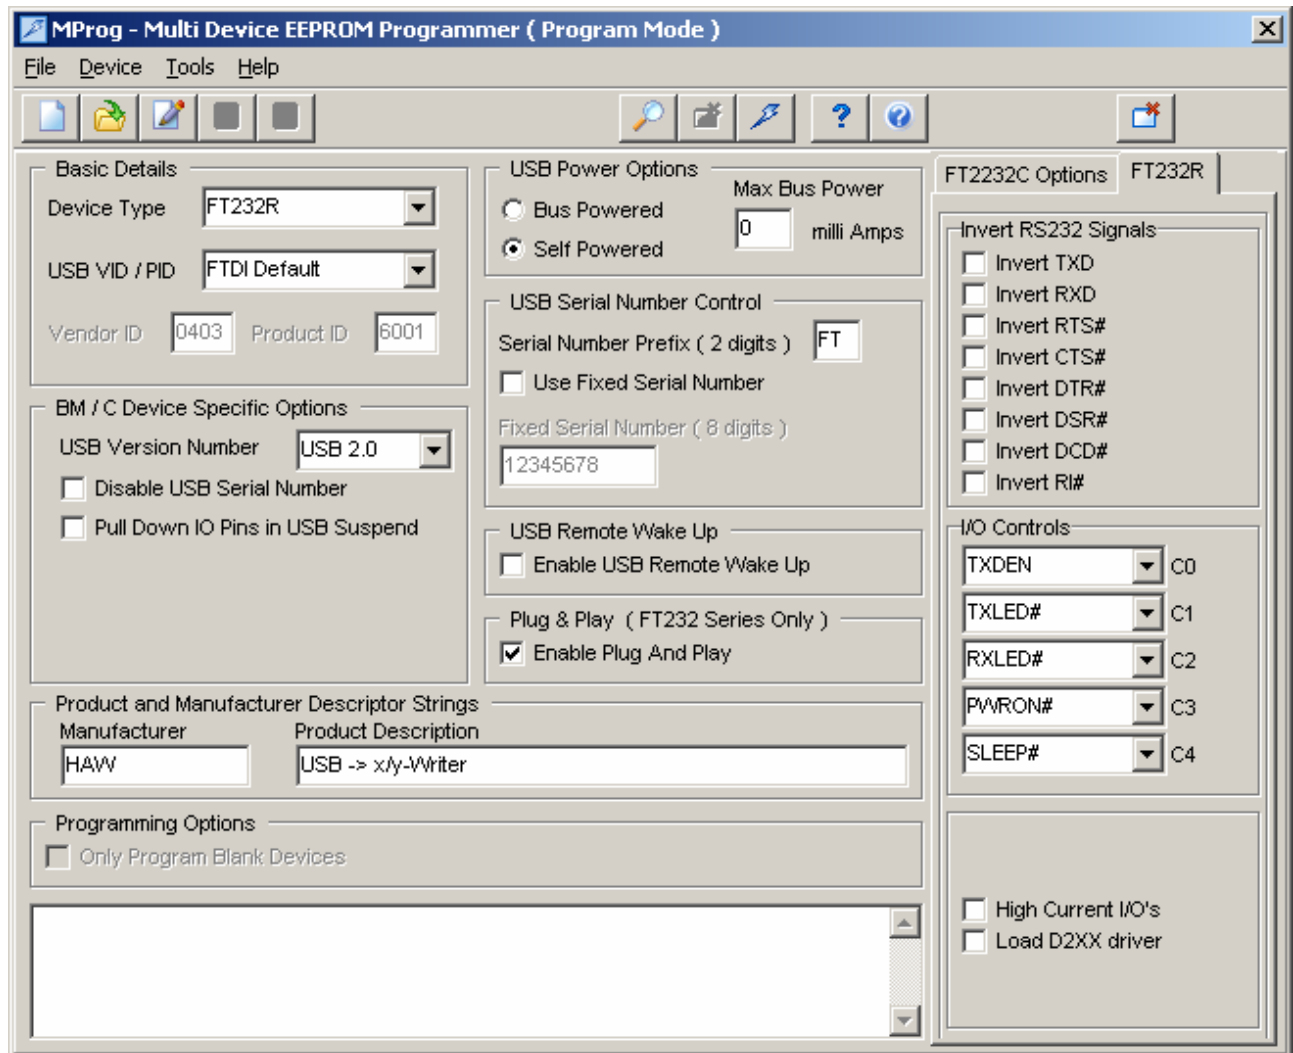 MProg - Multi Device EEPROM Programmer ( Program Mode )
File Device Tools Help
Basic Details
Device Type FT232R
USB VID / PID FTDI Default
Vendor ID 0403 Product ID 6001
BM / C Device Specific Options
USB Version Number USB 2.0
Disable USB Serial Number
Pull Down IO Pins in USB Suspend
USB Power Options
Max Bus Power
Bus Powered
0 milli Amps
Self Powered
USB Serial Number Control
Serial Number Prefix ( 2 digits ) FT
Use Fixed Serial Number
Fixed Serial Number ( 8 digits )
12345678
USB Remote Wake Up
Enable USB Remote Wake Up
Plug & Play ( FT232 Series Only )
Enable Plug And Play
Product and Manufacturer Descriptor Strings
Manufacturer Product Description
HAW USB -> x/y-Writer
Programming Options
Only Program Blank Devices
FT2232C Options FT232R
Invert RS232 Signals
Invert TXD
Invert RXD
Invert RTS#
Invert CTS#
Invert DTR#
Invert DSR#
Invert DCD#
Invert RI#
I/O Controls
TXDEN C0
TXLED# C1
RXLED# C2
PWRON# C3
SLEEP# C4
High Current I/O's
Load D2XX driver